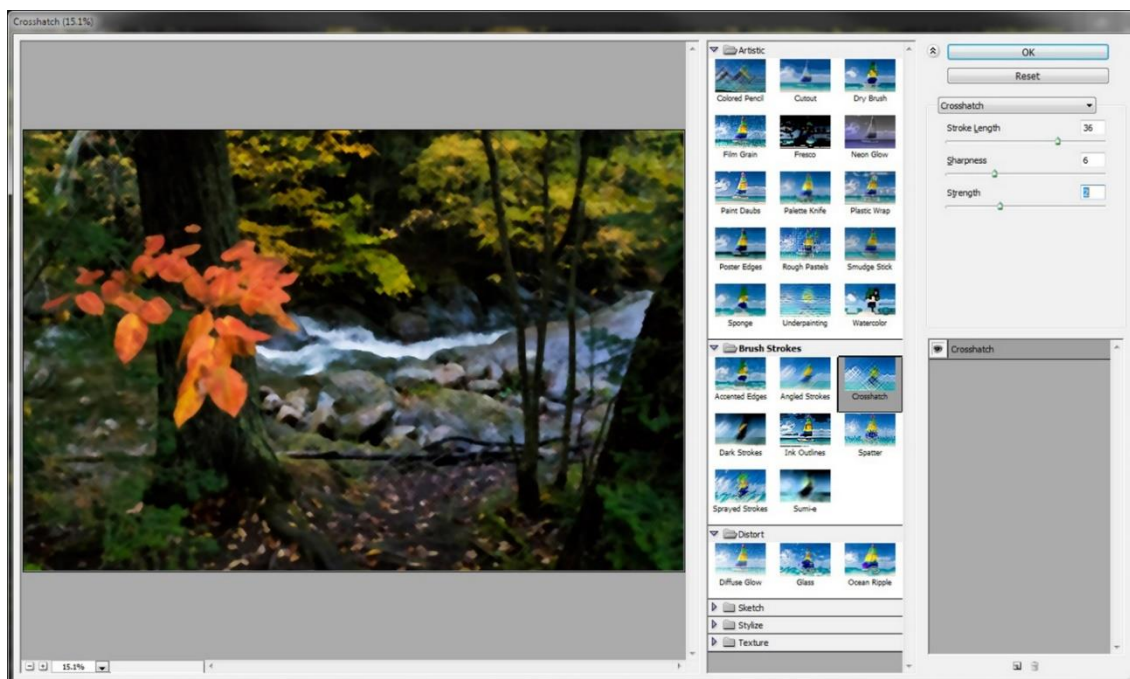 Crosshatch (15.1%)
Artistic
Colored Pencil
Cutout
Dry Brush
Film Grain
Fresco
Neon Glow
Paint Daubs
Palette Knife
Plastic Wrap
Poster Edges
Rough Pastels
Smudge Stick
Sponge
Underpainting
Watercolor
Brush Strokes
Accented Edges
Angled Strokes
Crosshatch
Dark Strokes
Ink Outlines
Spatter
Sprayed Strokes
Sumi-e
Distort
Diffuse Glow
Glass
Ocean Ripple
Sketch
Stylize
Texture
15.1%
OK
Reset
Crosshatch
Stroke Length 36
Sharpness 6
Strength 2
Crosshatch